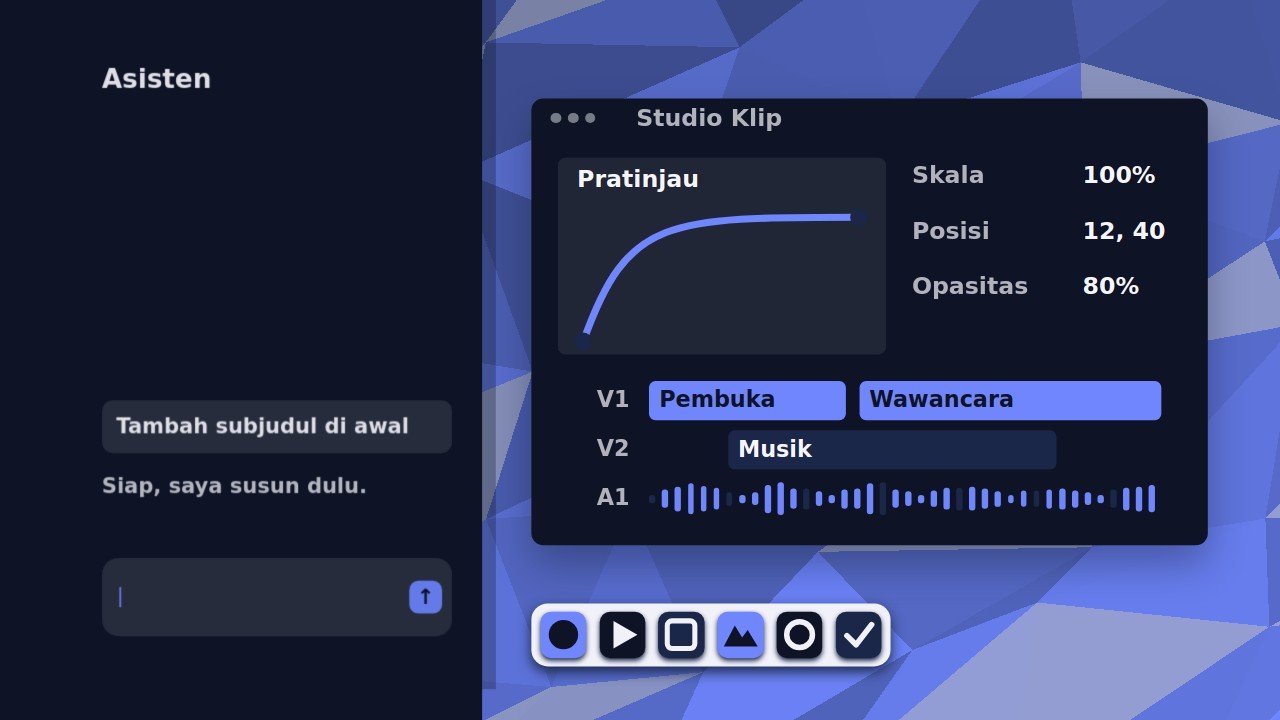 Asisten
Tambah subjudul di awal
Siap, saya susun dulu.
Studio Klip
Pratinjau
Skala 100%
Posisi 12, 40
Opasitas 80%
V1 Pembuka Wawancara
V2 Musik
A1